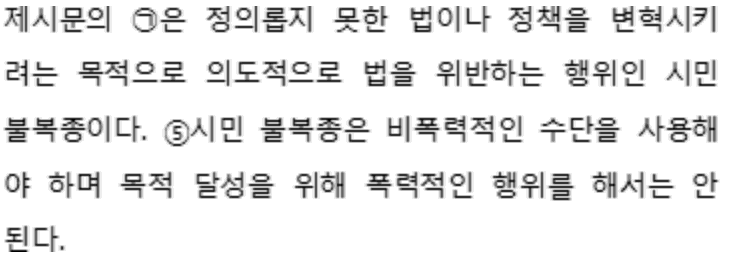 제시문의 ㉠은 정의롭지 못한 법이나 정책을 변혁시키
려는 목적으로 의도적으로 법을 위반하는 행위인 시민
불복종이다. ⑤시민 불복종은 비폭력적인 수단을 사용해
야 하며 목적 달성을 위해 폭력적인 행위를 해서는 안
된다.